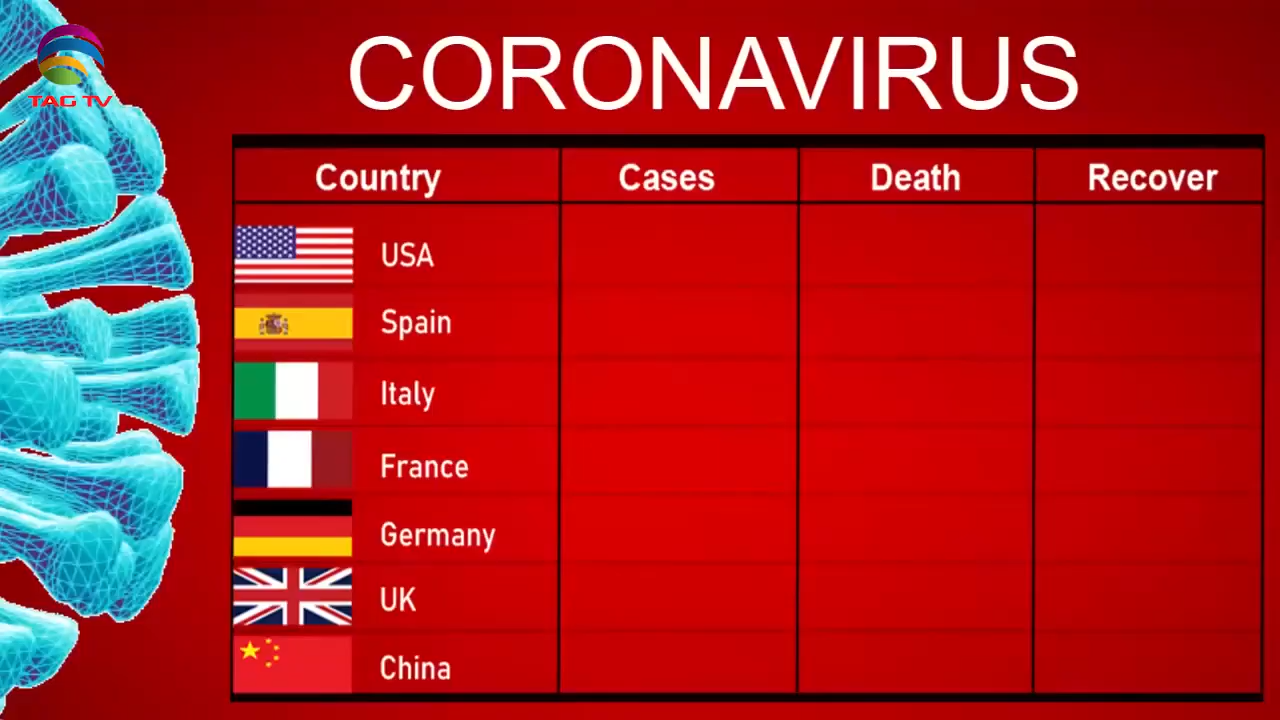 TAG TV
CORONAVIRUS
Country Cases Death Recover
USA
Spain
Italy
France
Germany
UK
China